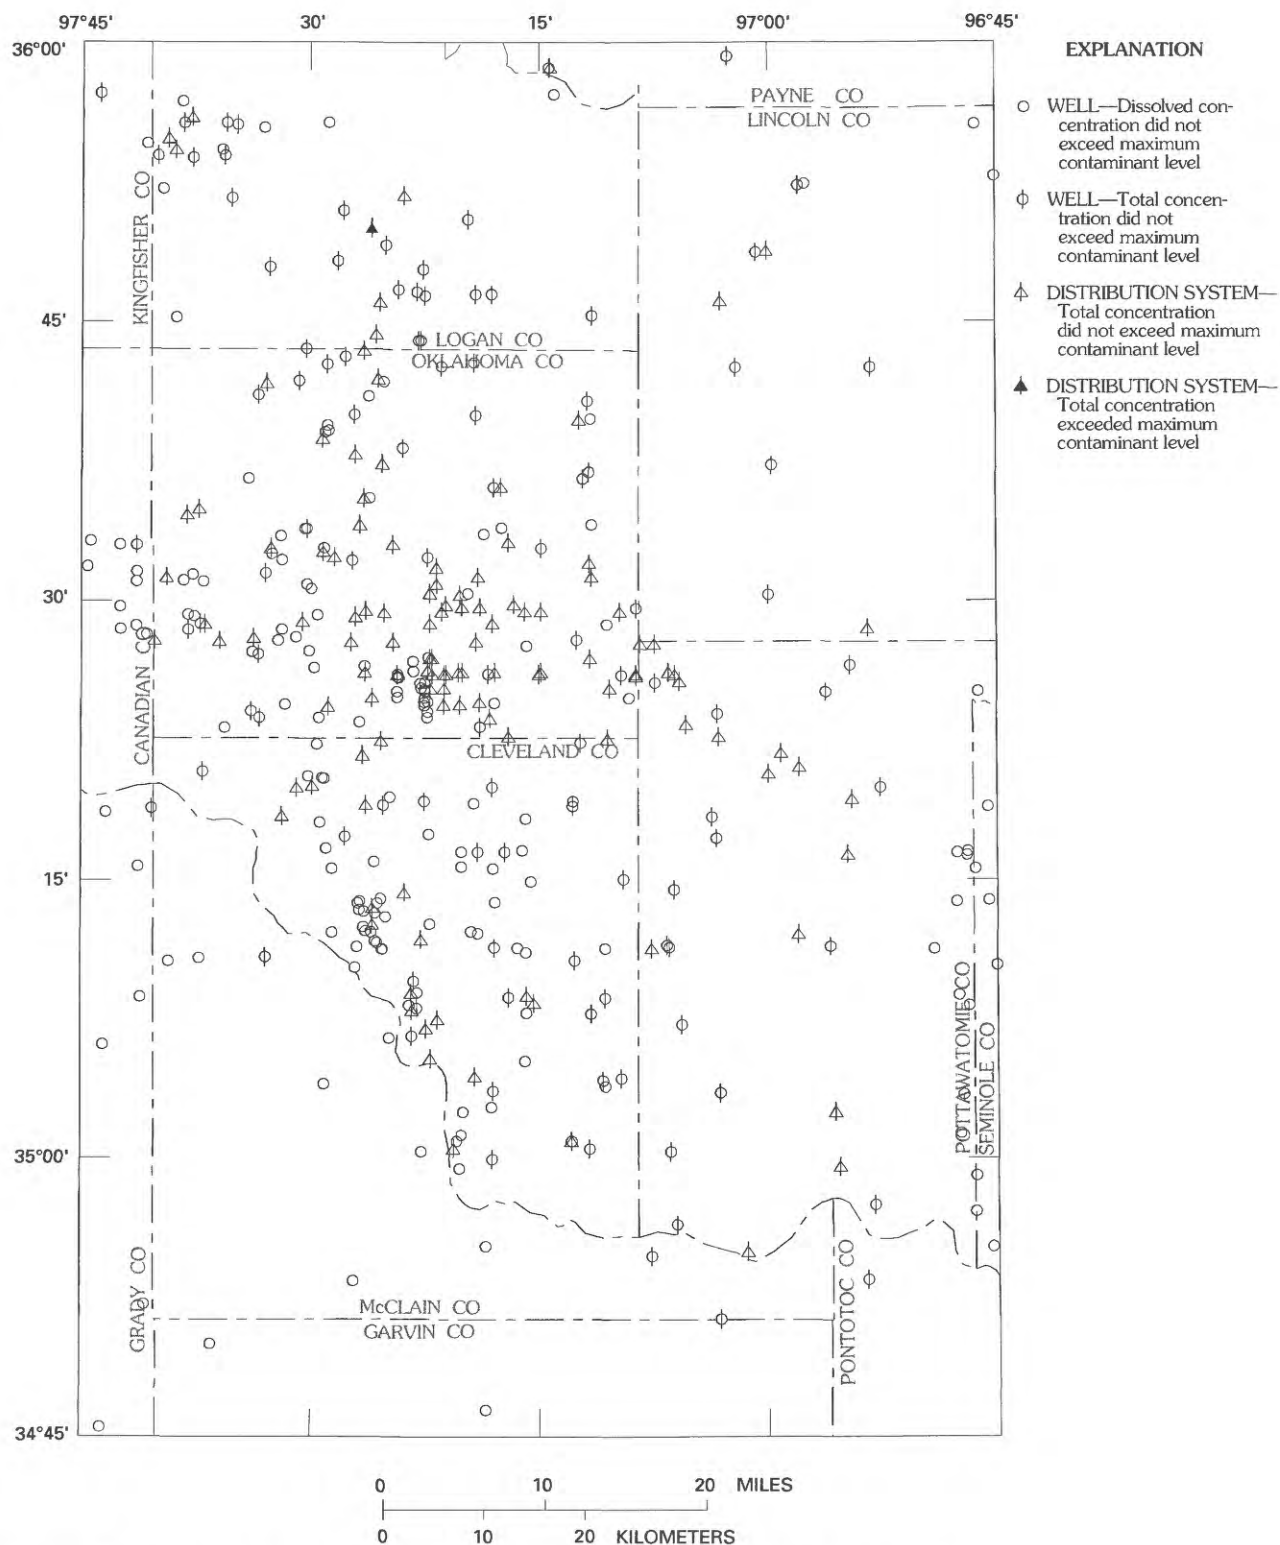 97°45' 30' 15' 97°00' 96°45'
36°00'
EXPLANATION
PAYNE CO
LINCOLN CO
WELL—Dissolved con-
centration did not
exceed maximum
contaminant level
KINGFISHER CO
WELL—Total concen-
tration did not
exceed maximum
contaminant level
DISTRIBUTION SYSTEM—
Total concentration
did not exceed maximum
contaminant level
45'
LOGAN CO
OKLAHOMA CO
DISTRIBUTION SYSTEM—
Total concentration
exceeded maximum
contaminant level
30'
CANADIAN CO
CLEVELAND CO
15'
POTTAWATOMIE CO
SEMINOLE CO
35°00'
GRADY CO
McCLAIN CO
GARVIN CO
PONTOTOC CO
34°45'
0 10 20 MILES
0 10 20 KILOMETERS